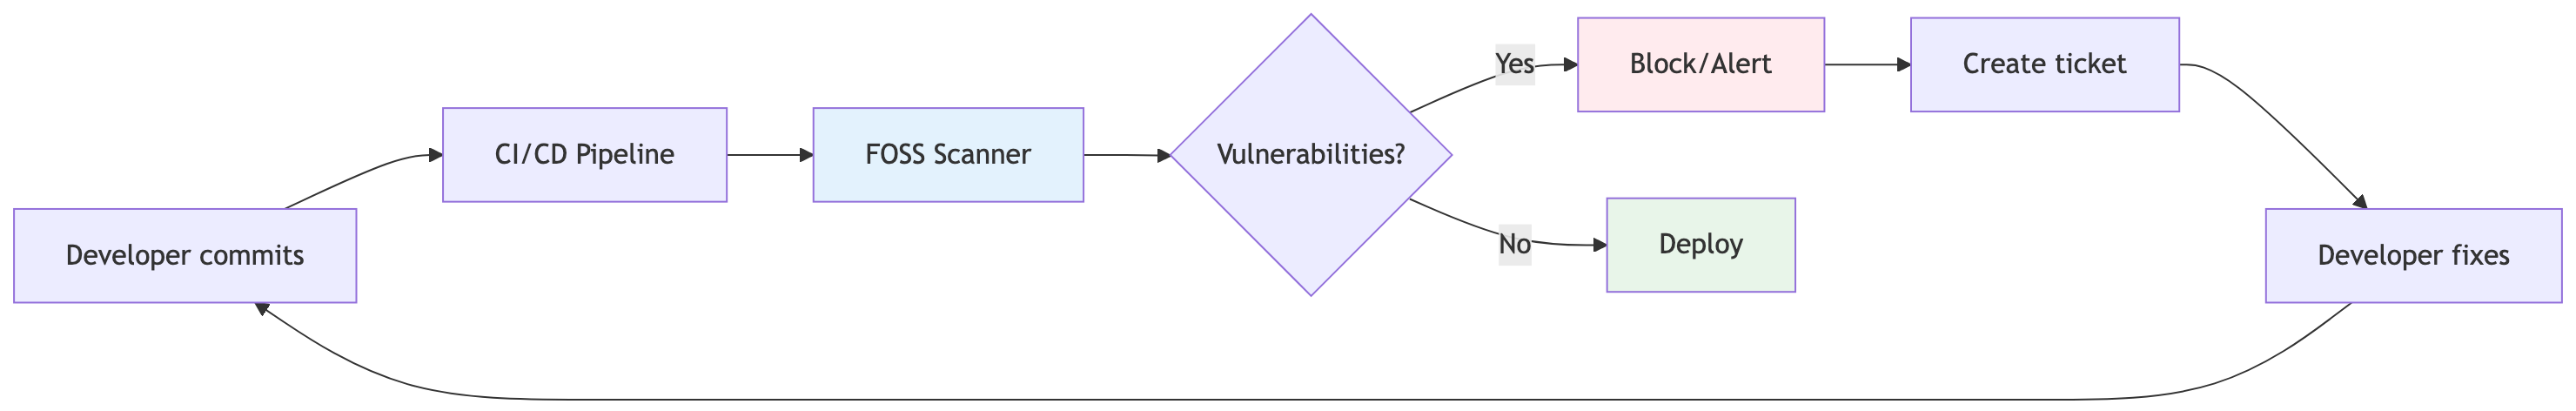 Developer commits
CI/CD Pipeline
FOSS Scanner
Vulnerabilities?
Yes
Block/Alert
Create ticket
No
Deploy
Developer fixes